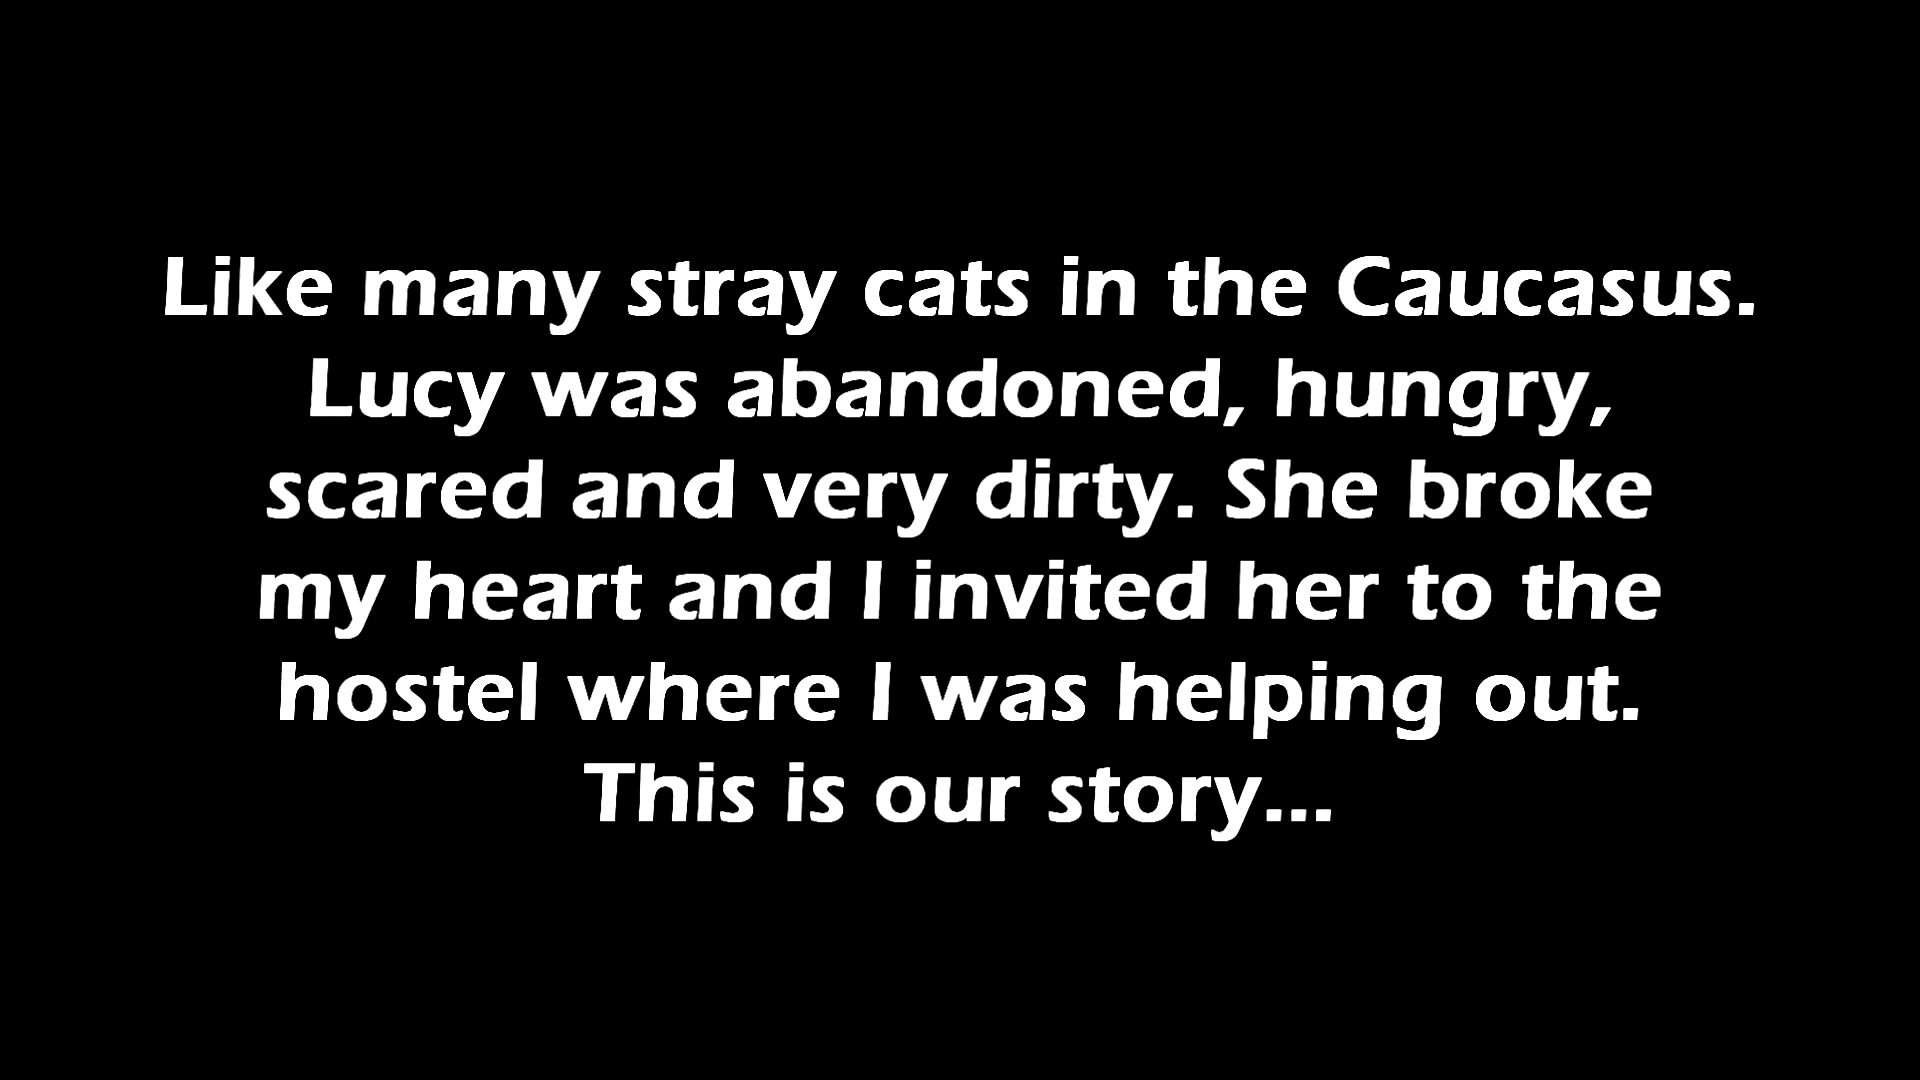 Like many stray cats in the Caucasus.
Lucy was abandoned, hungry,
scared and very dirty. She broke
my heart and I invited her to the
hostel where I was helping out.
This is our story...